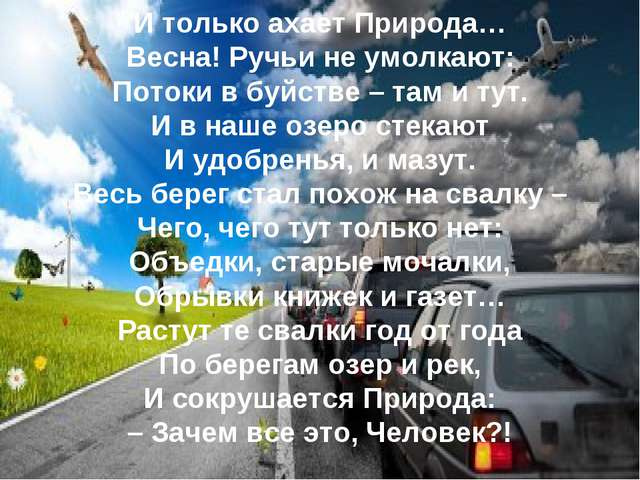 И только ахает Природа…
Весна! Ручьи не умолкают:
Потоки в буйстве – там и тут.
И в наше озеро стекают
И удобренья, и мазут.
Весь берег стал похож на свалку –
Чего, чего тут только нет:
Объедки, старые мочалки,
Обрывки книжек и газет…
Растут те свалки год от года
По берегам озер и рек,
И сокрушается Природа:
– Зачем все это, Человек?!